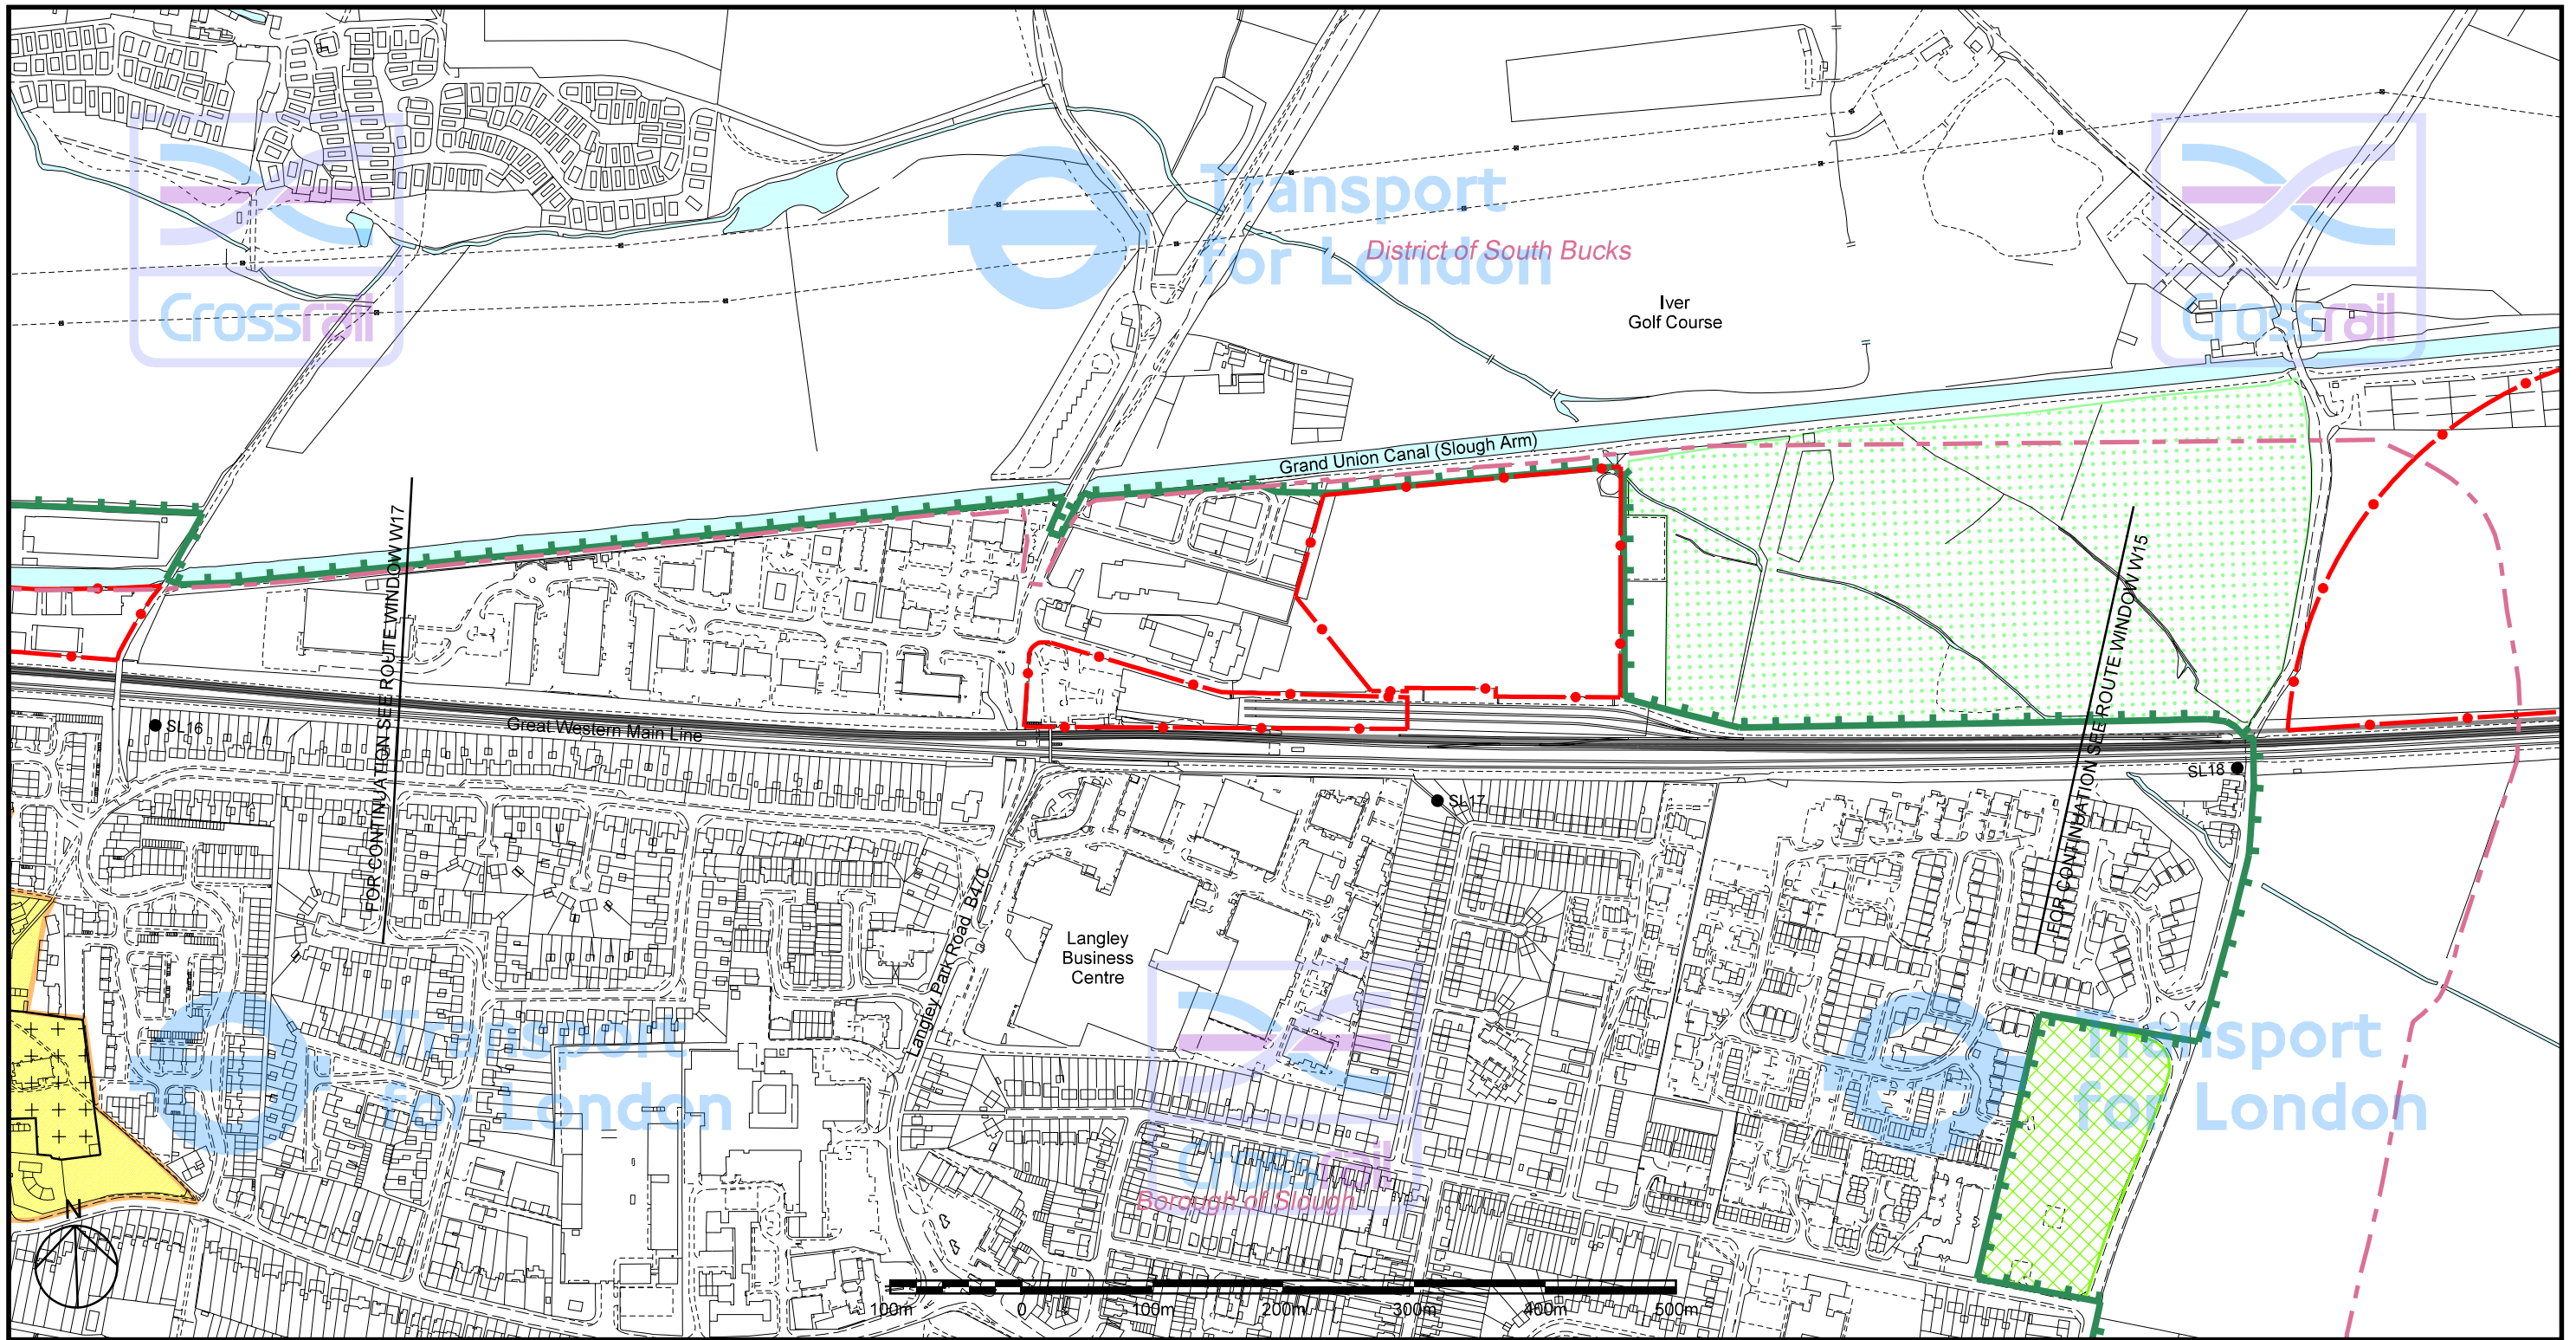 Crossrail
Transport
for London
District of South Bucks
Crossrail
Iver
Golf Course
Grand Union Canal (Slough Arm)
FOR CONTINUATION SEE ROUTE WINDOW W17
FOR CONTINUATION SEE ROUTE WINDOW W15
SL16
Great Western Main Line
SL17
SL18
Langley Park Road B470
Langley
Business
Centre
Transport
for London
Crossrail
Transport
for London
Borough of Slough
N
100m 0 100m 200m 300m 400m 500m